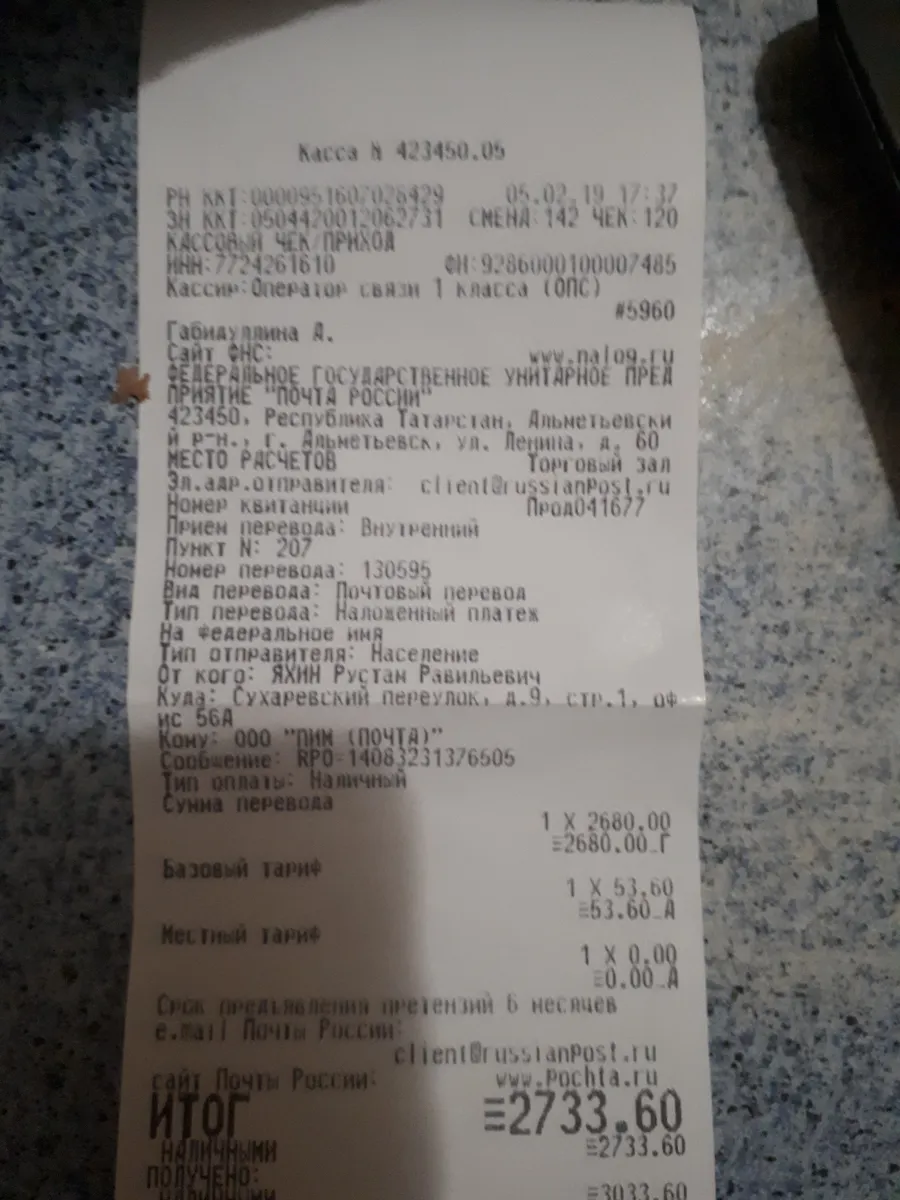 Касса № 423450.05
РН ККТ:0000951607026429 05.02.19 17:37
ЗН ККТ:0504420012062731 СМЕНА:142 ЧЕК:120
КАССОВЫЙ ЧЕК/ПРИХОД
ИНН:7724261610 ФН:9286000100007485
Кассир:Оператор связи 1 класса (ОПС)
#5960
Габидуллина А.
Сайт ФНС: www.nalog.ru
ФЕДЕРАЛЬНОЕ ГОСУДАРСТВЕННОЕ УНИТАРНОЕ ПРЕД
ПРИЯТИЕ "ПОЧТА РОССИИ"
423450, Республика Татарстан, Альметьевски
й р-н., г. Альметьевск, ул. Ленина, д. 60
МЕСТО РАСЧЕТОВ Торговый зал
Эл.адр.отправителя: client@russianPost.ru
Номер квитанции Прод041677
Прием перевода: Внутренний
Пункт N: 207
Номер перевода: 130595
Вид перевода: Почтовый перевод
Тип перевода: Наложенный платеж
На федеральное имя
Тип отправителя: Население
От кого: ЯХИН Рустан Равильевич
Куда: Сухаревский переулок, д.9, стр.1, оф
ис 56А
Кому: ООО "ПИМ (ПОЧТА)"
Сообщение: RPO=14083231376505
Тип оплаты: Наличный
Сумма перевода
1 X 2680.00
≡2680.00_Г
Базовый тариф
1 X 53.60
≡53.60_А
Местный тариф
1 X 0.00
≡0.00_А
Срок предъявления претензий 6 месяцев
e.mail Почты России:
client@russianPost.ru
сайт Почты России: www.Pochta.ru
ИТОГ ≡2733.60
НАЛИЧНЫМИ ≡2733.60
ПОЛУЧЕНО:
НАЛИЧНЫМИ ≡3033.60